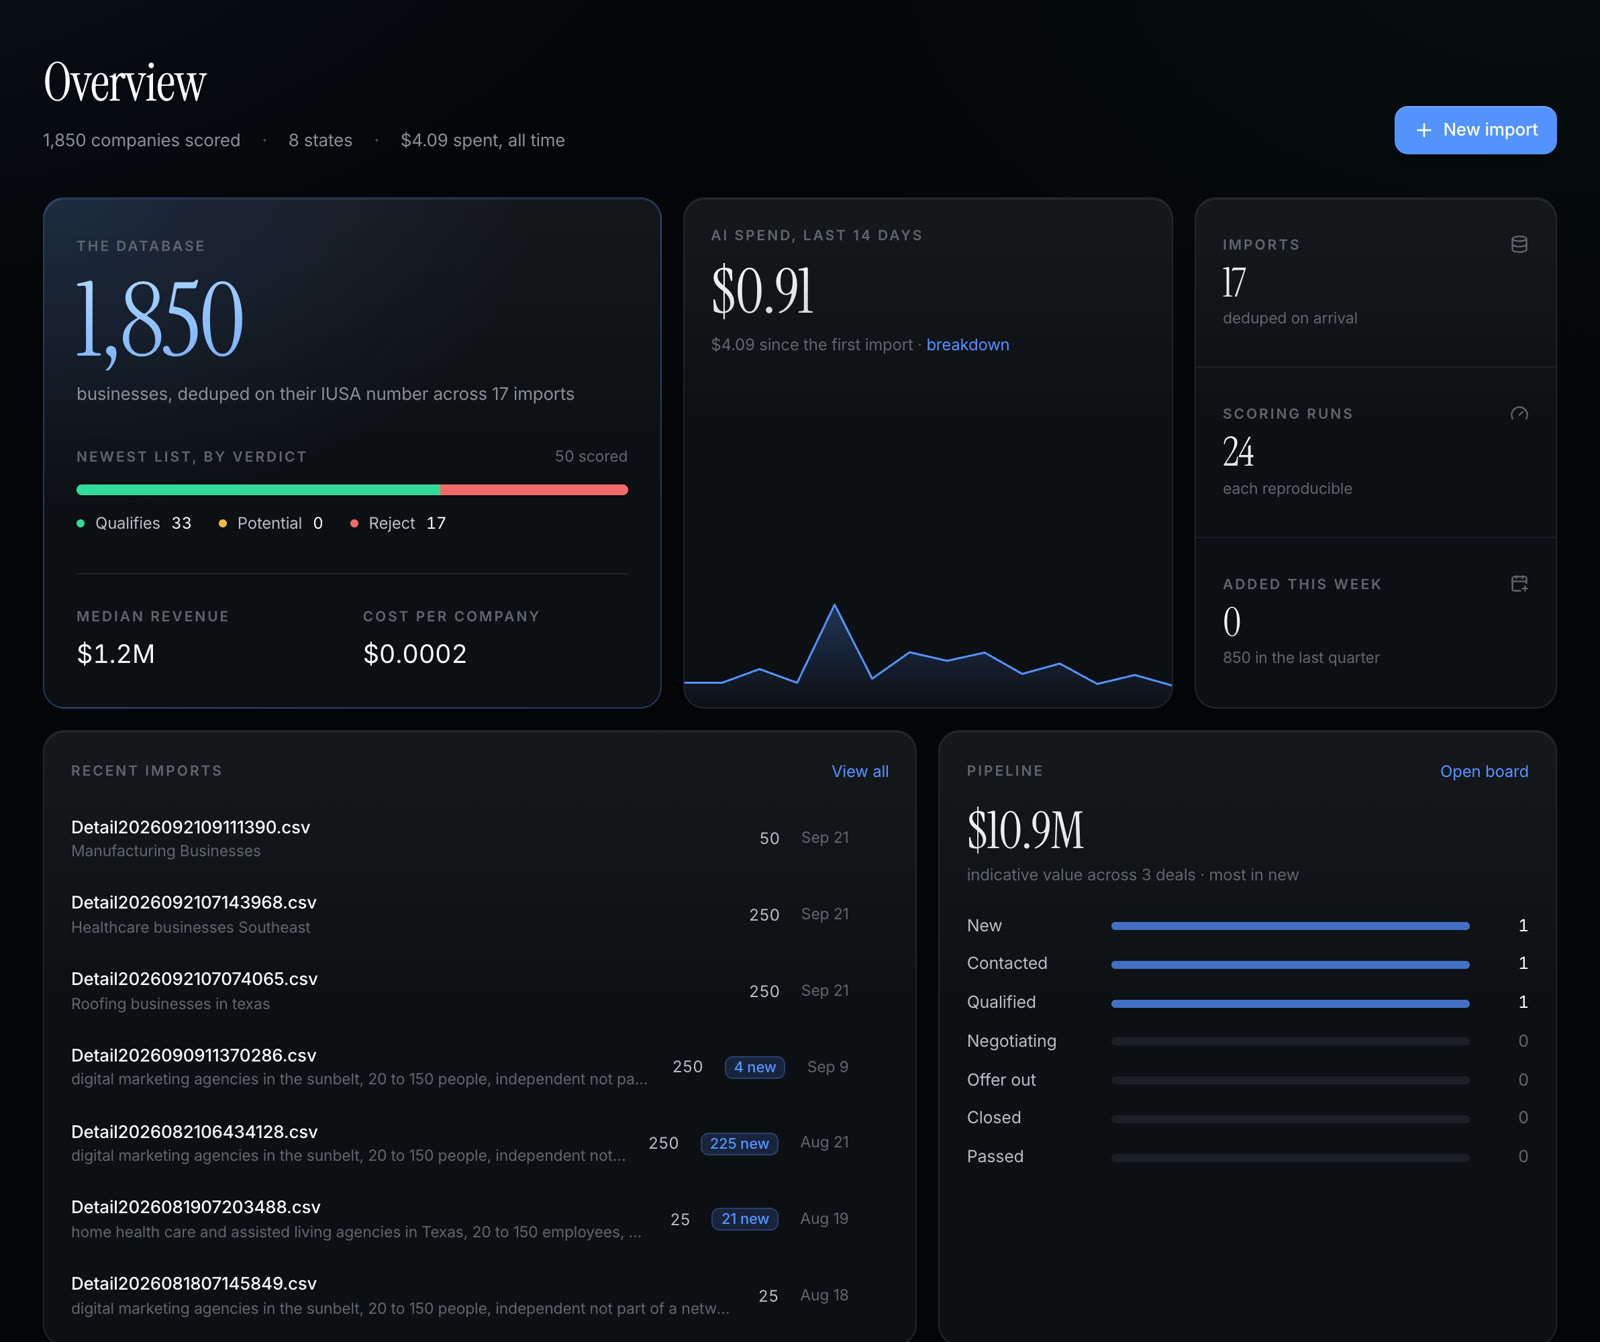 Overview
1,850 companies scored · 8 states · $4.09 spent, all time
New import
THE DATABASE
1,850
businesses, deduped on their IUSA number across 17 imports
NEWEST LIST, BY VERDICT 50 scored
Qualifies 33 Potential 0 Reject 17
MEDIAN REVENUE COST PER COMPANY
$1.2M $0.0002
AI SPEND, LAST 14 DAYS
$0.91
$4.09 since the first import · breakdown
IMPORTS
17
deduped on arrival
SCORING RUNS
24
each reproducible
ADDED THIS WEEK
0
850 in the last quarter
RECENT IMPORTS View all
Detail2026092109111390.csv
Manufacturing Businesses
50 Sep 21
Detail2026092107143968.csv
Healthcare businesses Southeast
250 Sep 21
Detail2026092107074065.csv
Roofing businesses in texas
250 Sep 21
Detail2026090911370286.csv
digital marketing agencies in the sunbelt, 20 to 150 people, independent not pa...
250 4 new Sep 9
Detail2026082106434128.csv
digital marketing agencies in the sunbelt, 20 to 150 people, independent not...
250 225 new Aug 21
Detail2026081907203488.csv
home health care and assisted living agencies in Texas, 20 to 150 employees, ...
25 21 new Aug 19
Detail2026081807145849.csv
digital marketing agencies in the sunbelt, 20 to 150 people, independent not part of a netw...
25 Aug 18
PIPELINE Open board
$10.9M
indicative value across 3 deals · most in new
New 1
Contacted 1
Qualified 1
Negotiating 0
Offer out 0
Closed 0
Passed 0